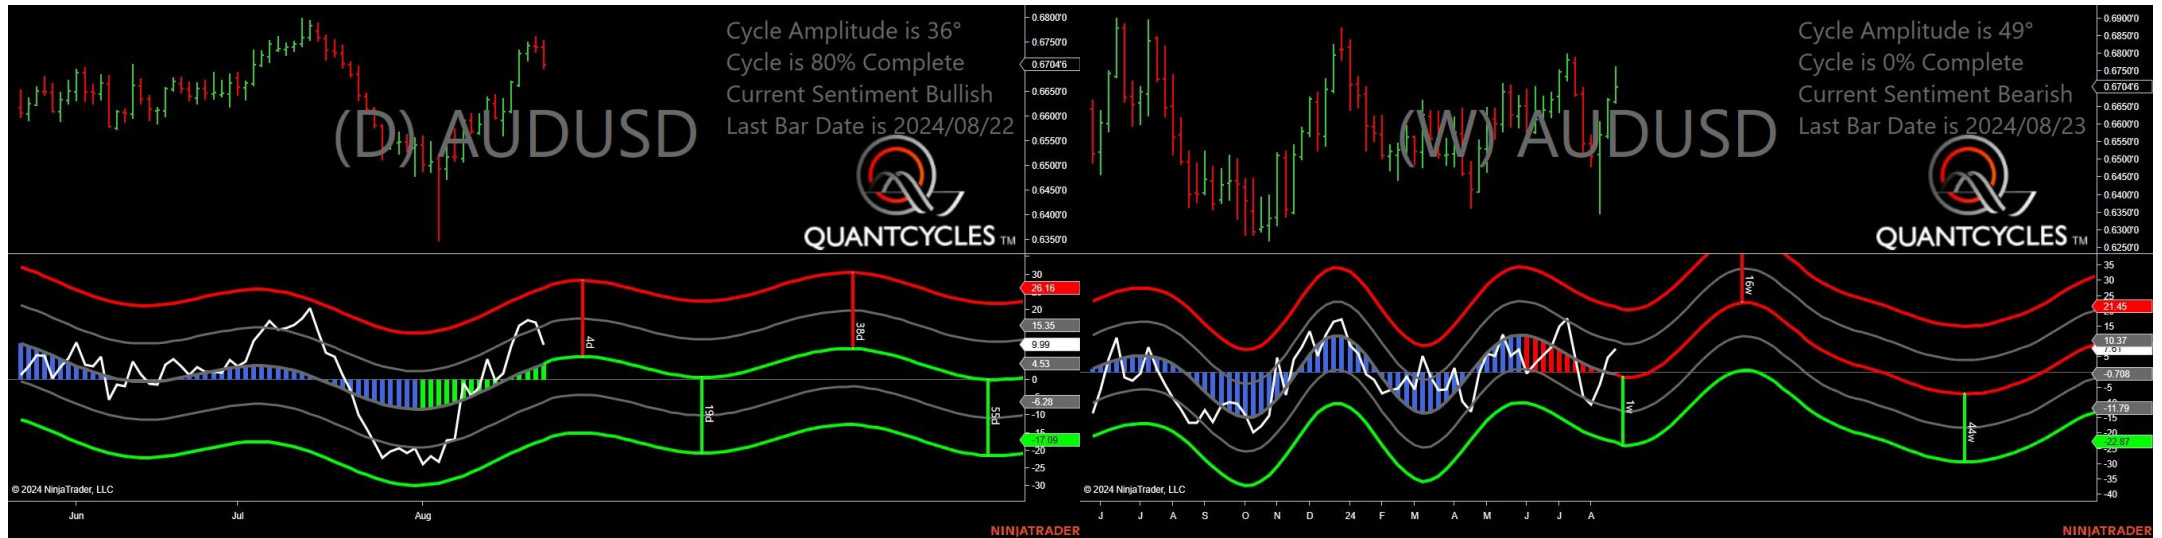 Cycle Amplitude is 36°
Cycle is 80% Complete
Current Sentiment Bullish
Last Bar Date is 2024/08/22
(D) AUDUSD
QUANTCYCLES TM
0.6800'0
0.6750'0
0.6704'6
0.6650'0
0.6600'0
0.6550'0
0.6500'0
0.6450'0
0.6400'0
0.6350'0
30
26.16
20
15.35
9.99
4.53
0
-6.28
-10
-17.09
-20
-25
-30
4d
19d
38d
55d
© 2024 NinjaTrader, LLC
Jun
Jul
Aug
NINJATRADER
Cycle Amplitude is 49°
Cycle is 0% Complete
Current Sentiment Bearish
Last Bar Date is 2024/08/23
(W) AUDUSD
QUANTCYCLES TM
0.6900'0
0.6850'0
0.6800'0
0.6750'0
0.6704'6
0.6650'0
0.6600'0
0.6550'0
0.6500'0
0.6450'0
0.6400'0
0.6350'0
0.6300'0
0.6250'0
35
30
25
21.45
15
10.37
5
-0.708
-5
-11.79
-20
-22.87
-30
-35
-40
1w
16w
44w
© 2024 NinjaTrader, LLC
J
J
A
S
O
N
D
24
F
M
A
M
J
J
A
NINJATRADER